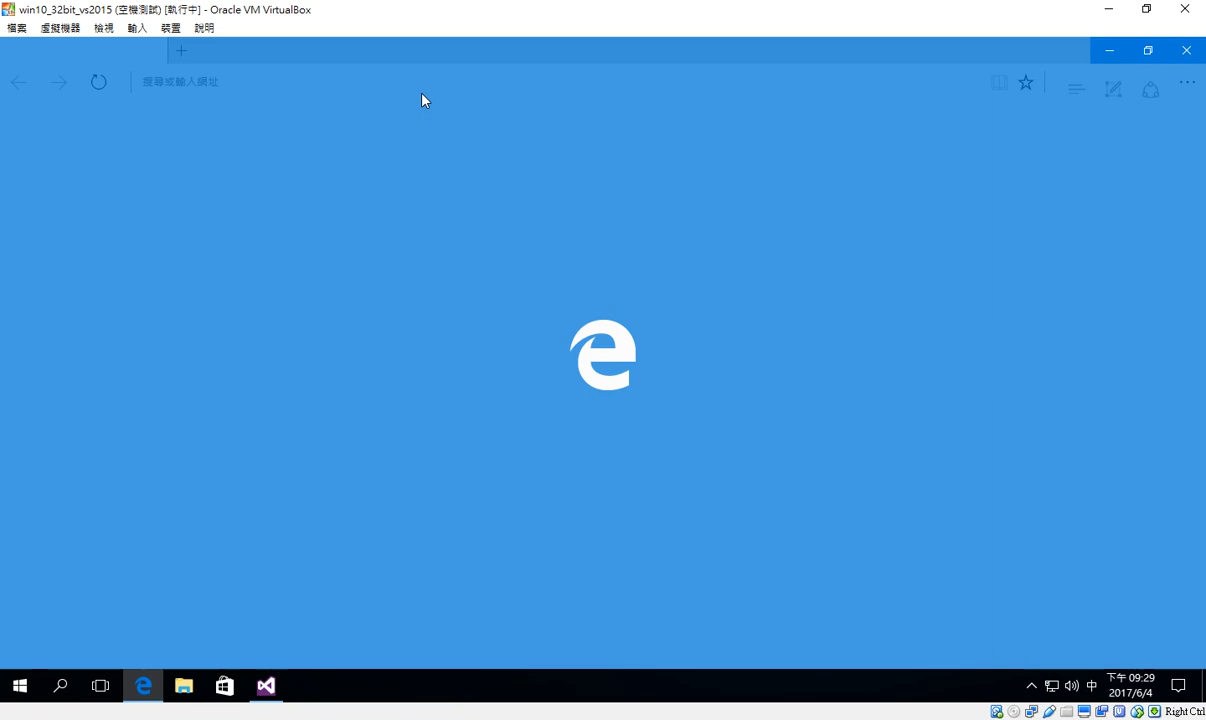 win10_32bit_vs2015 (空機測試) [執行中] - Oracle VM VirtualBox
檔案 虛擬機器 檢視 輸入 裝置 說明
搜尋或輸入網址
中
下午 09:29
2017/6/4
Right Ctrl